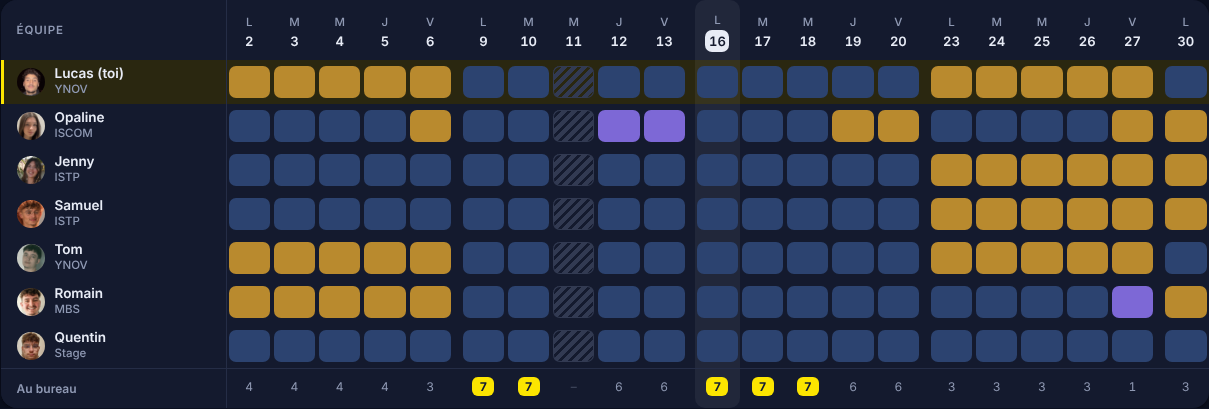 ÉQUIPE
L M M J V L M M J V L M M J V L M M J V L
2 3 4 5 6 9 10 11 12 13 16 17 18 19 20 23 24 25 26 27 30
Lucas (toi)
YNOV
Opaline
ISCOM
Jenny
ISTP
Samuel
ISTP
Tom
YNOV
Romain
MBS
Quentin
Stage
Au bureau 4 4 4 4 3 7 7 – 6 6 7 7 7 6 6 3 3 3 3 1 3